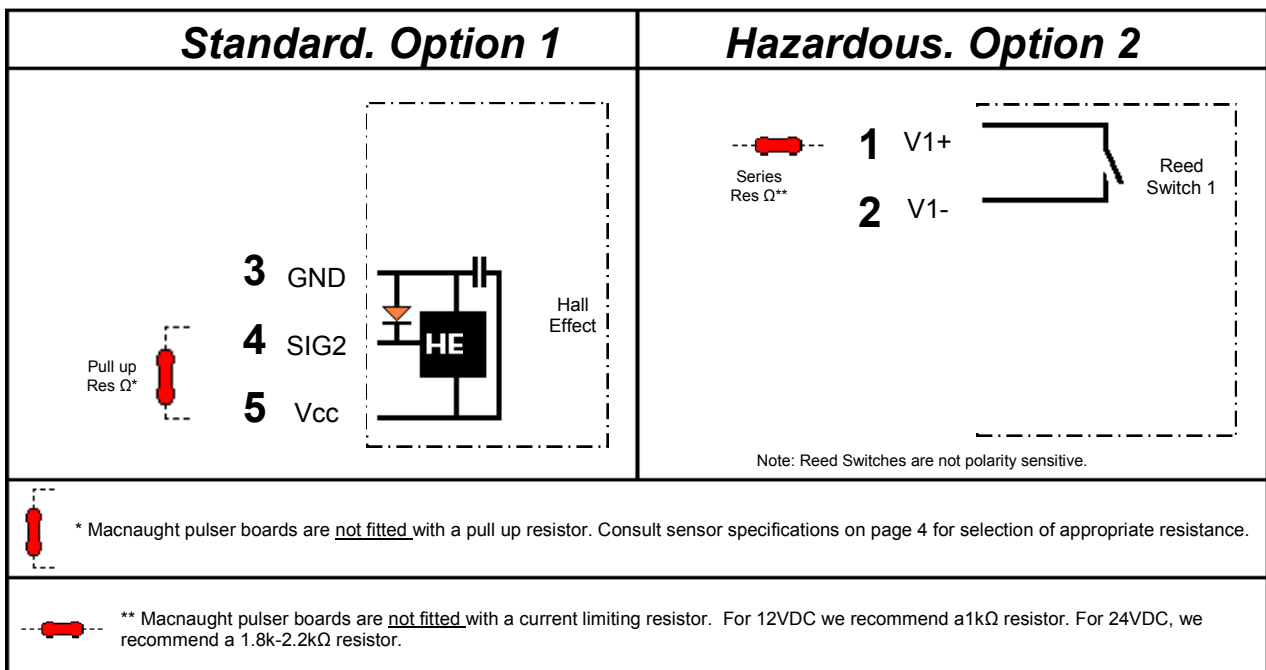 Standard. Option 1
Hazardous. Option 2
3 GND
4 SIG2
5 Vcc
Pull up
Res Ω*
HE
Hall
Effect
1 V1+
2 V1-
Series
Res Ω**
Reed
Switch 1
Note: Reed Switches are not polarity sensitive.
* Macnaught pulser boards are not fitted with a pull up resistor. Consult sensor specifications on page 4 for selection of appropriate resistance.
** Macnaught pulser boards are not fitted with a current limiting resistor. For 12VDC we recommend a1kΩ resistor. For 24VDC, we
recommend a 1.8k-2.2kΩ resistor.